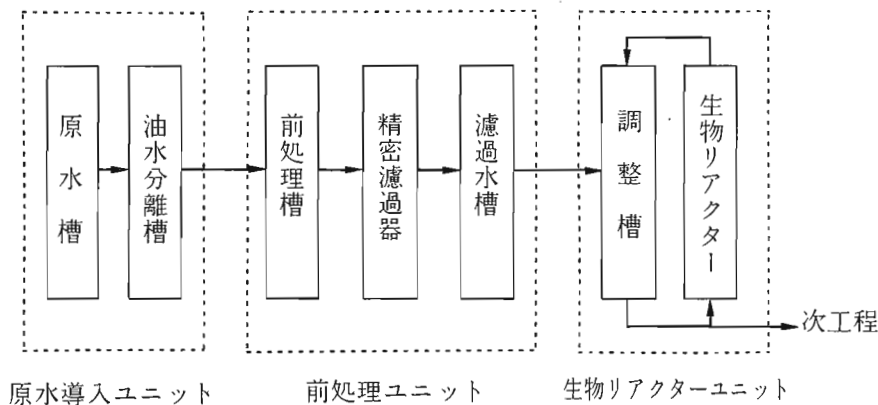 原水槽
油水分離槽
前処理槽
精密濾過器
濾過水槽
調整槽
生物リアクター
次工程
原水導入ユニット
前処理ユニット
生物リアクターユニット